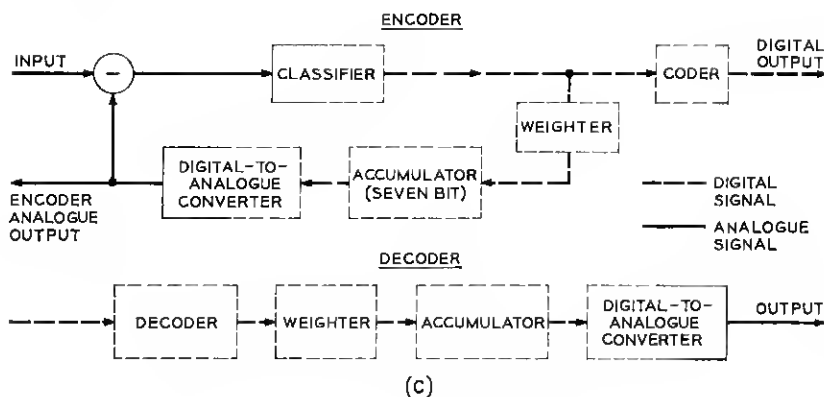 ENCODER
INPUT
−
CLASSIFIER
CODER
DIGITAL
OUTPUT
WEIGHTER
DIGITAL-TO-
ANALOGUE
CONVERTER
ACCUMULATOR
(SEVEN BIT)
ENCODER
ANALOGUE
OUTPUT
DIGITAL
SIGNAL
ANALOGUE
SIGNAL
DECODER
DECODER
WEIGHTER
ACCUMULATOR
DIGITAL-TO-
ANALOGUE
CONVERTER
OUTPUT
(c)